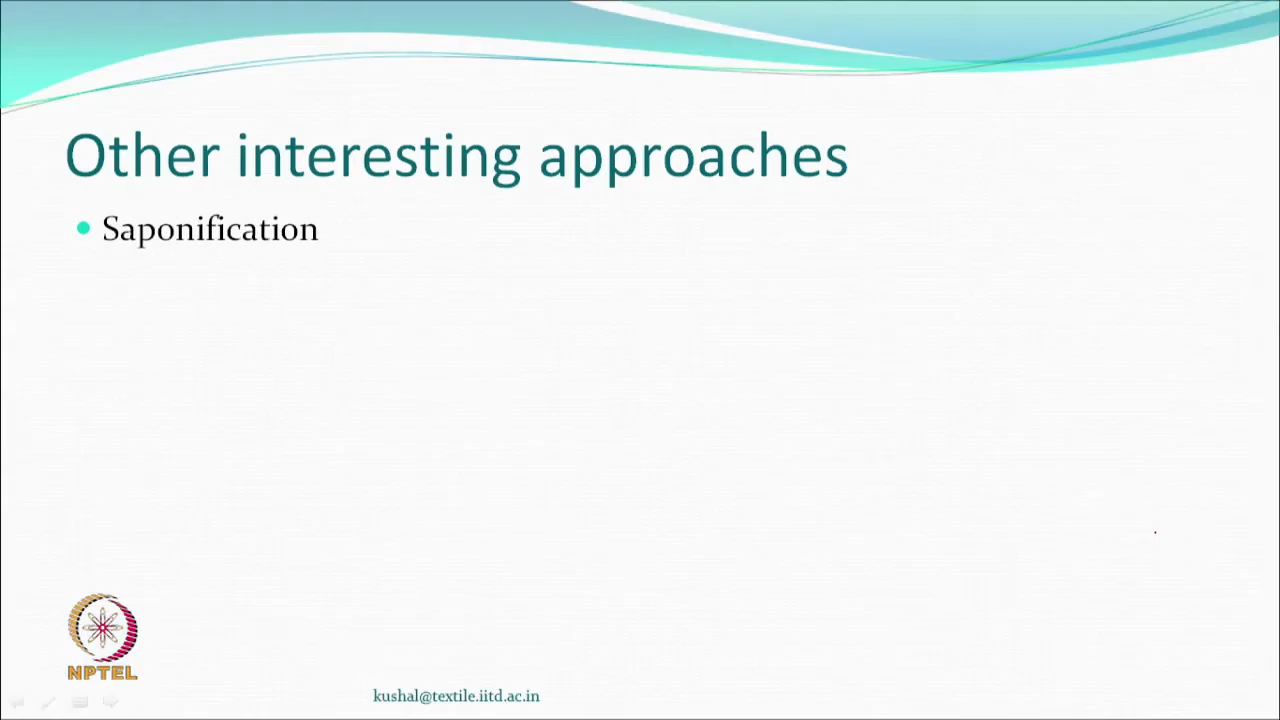 Other interesting approaches
Saponification
NPTEL
kushal@textile.iitd.ac.in